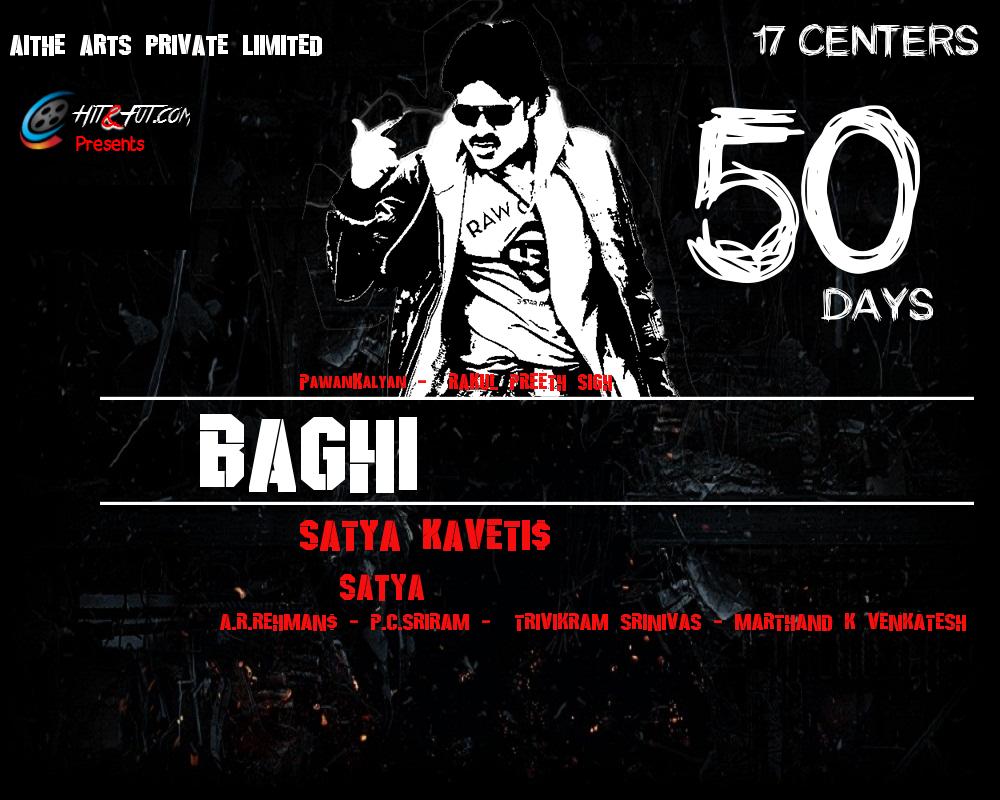 AITHE ARTS PRIVATE LIIMITED
17 CENTERS
HIT&FUT.COM
Presents
50
DAYS
RAW
PAWANKALYAN - RAKUL PREETH SIGH
BAGHI
SATYA KAVETI$
SATYA
A.R.REHMAN$ - P.C.SRIRAM - TRIVIKRAM SRINIVAS - MARTHAND K VENKATESH